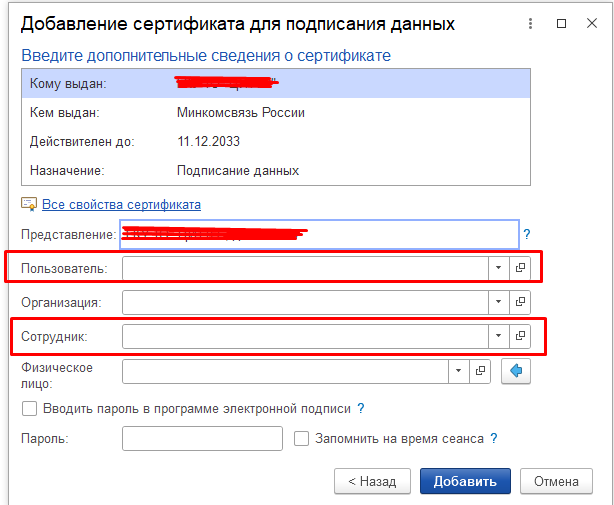 Добавление сертификата для подписания данных
Введите дополнительные сведения о сертификате
Кому выдан:
Кем выдан: Минкомсвязь России
Действителен до: 11.12.2033
Назначение: Подписание данных
Все свойства сертификата
Представление: ?
Пользователь:
Организация:
Сотрудник:
Физическое
лицо:
Вводить пароль в программе электронной подписи ?
Пароль: Запомнить на время сеанса ?
< Назад Добавить Отмена